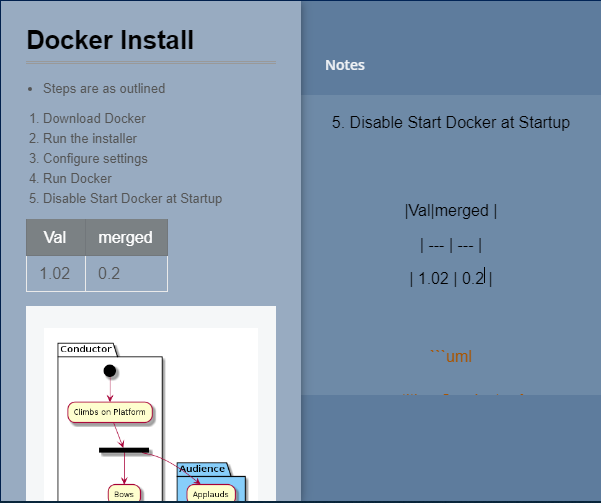 Docker Install
• Steps are as outlined
1. Download Docker
2. Run the installer
3. Configure settings
4. Run Docker
5. Disable Start Docker at Startup
Val merged
1.02 0.2
Conductor
Climbs on Platform
Audience
Bows
Applauds
Notes
5. Disable Start Docker at Startup
|Val|merged |
| --- | --- |
| 1.02 | 0.2 |
```uml